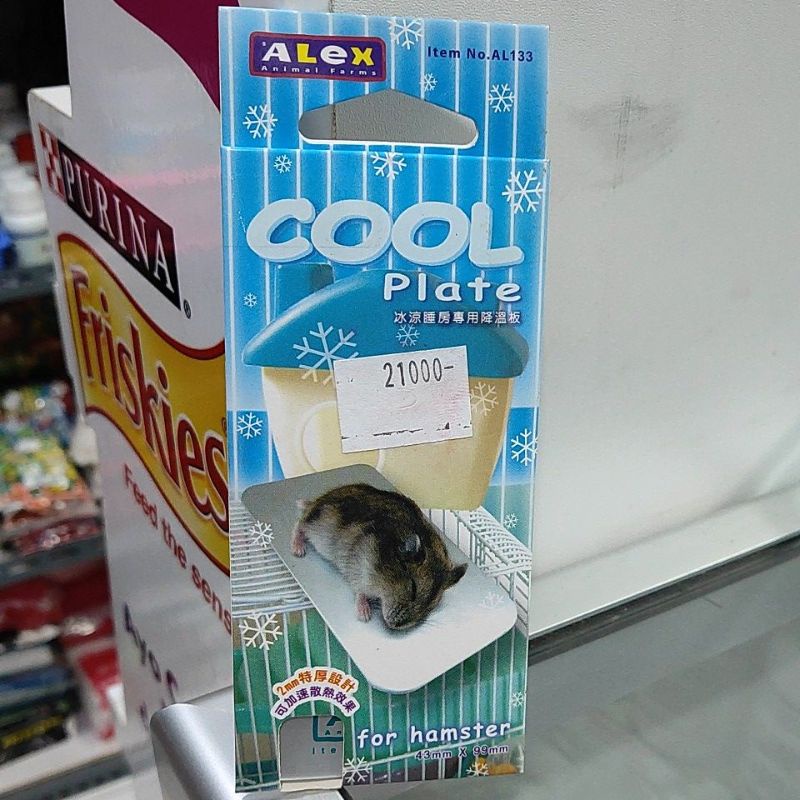 ALeX
Animal Farms
Item No.AL133
COOL
Plate
冰涼睡房專用降溫板
21000-
2mm特厚設計
可加速散熱效果
for hamster
43mm X 99mm
PURINA
Friskies
Feed the sens